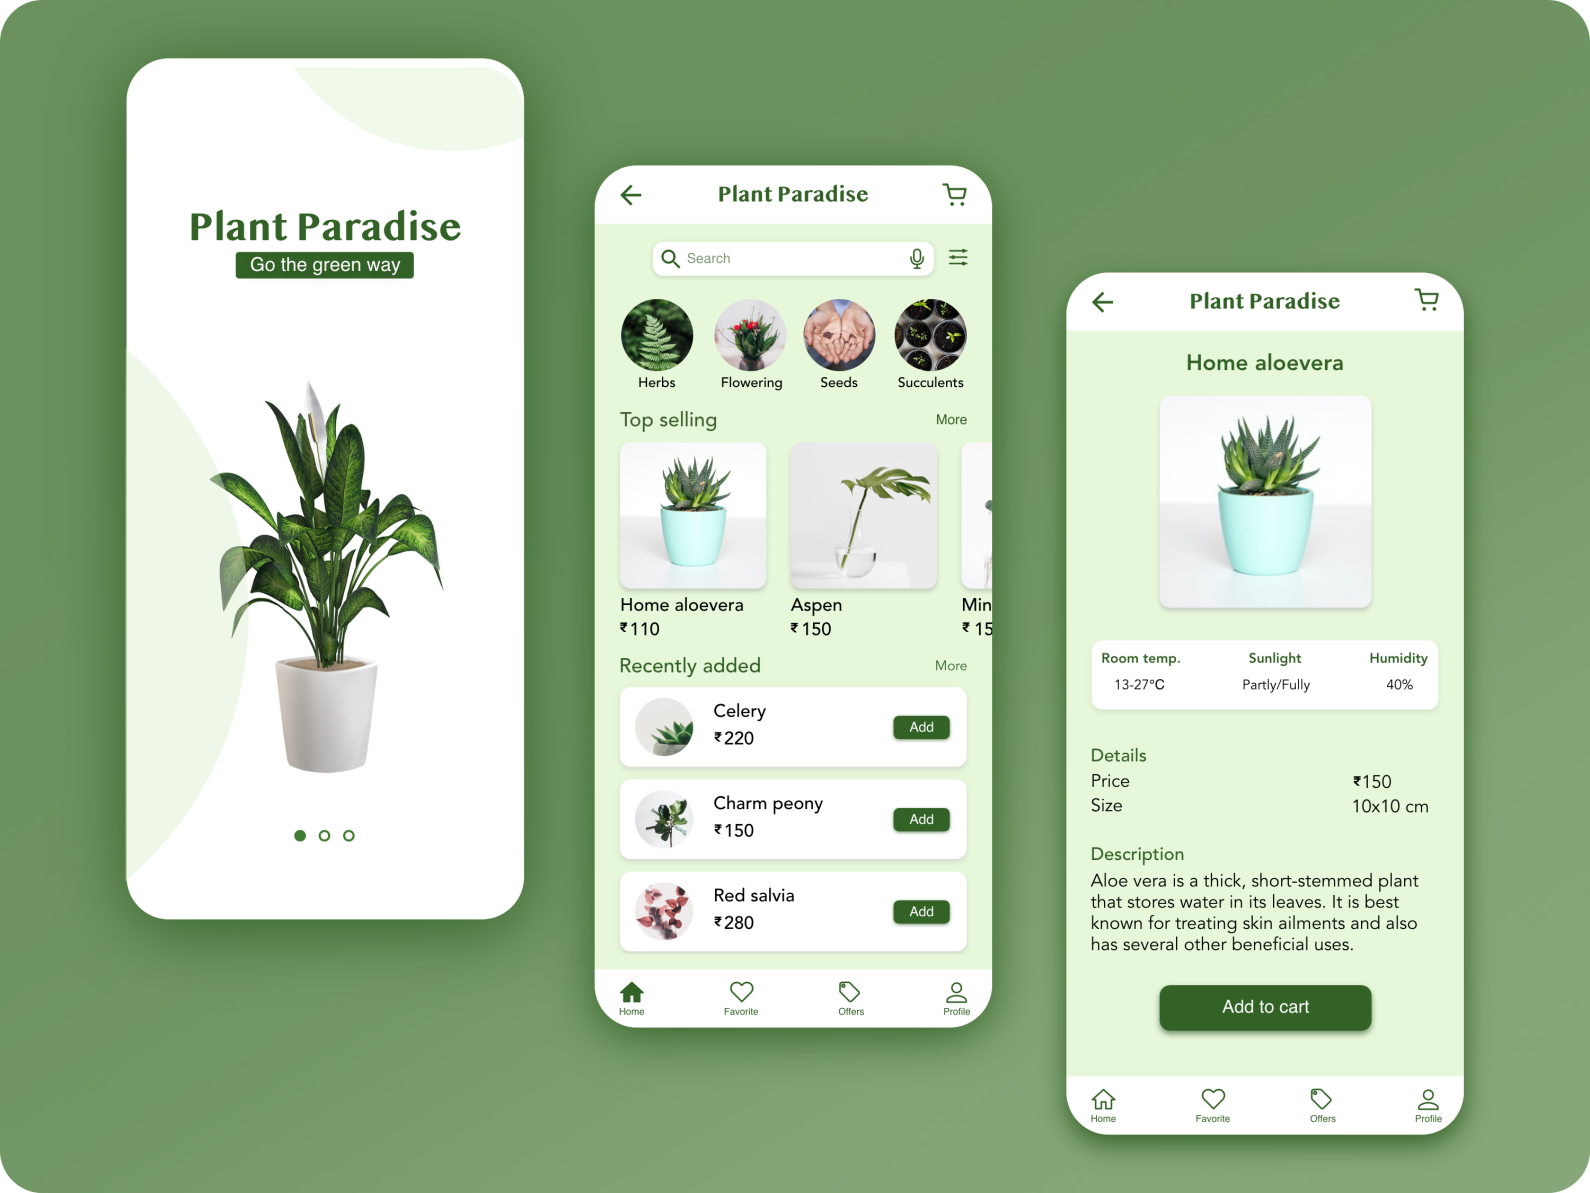 Plant Paradise
Go the green way
Plant Paradise
Search
Herbs
Flowering
Seeds
Succulents
Top selling
More
Home aloevera
₹110
Aspen
₹150
Min
₹ 15
Recently added
More
Celery
₹220
Add
Charm peony
₹150
Add
Red salvia
₹280
Add
Home
Favorite
Offers
Profile
Plant Paradise
Home aloevera
Room temp.
Sunlight
Humidity
13-27°C
Partly/Fully
40%
Details
Price
₹150
Size
10x10 cm
Description
Aloe vera is a thick, short-stemmed plant
that stores water in its leaves. It is best
known for treating skin ailments and also
has several other beneficial uses.
Add to cart
Home
Favorite
Offers
Profile